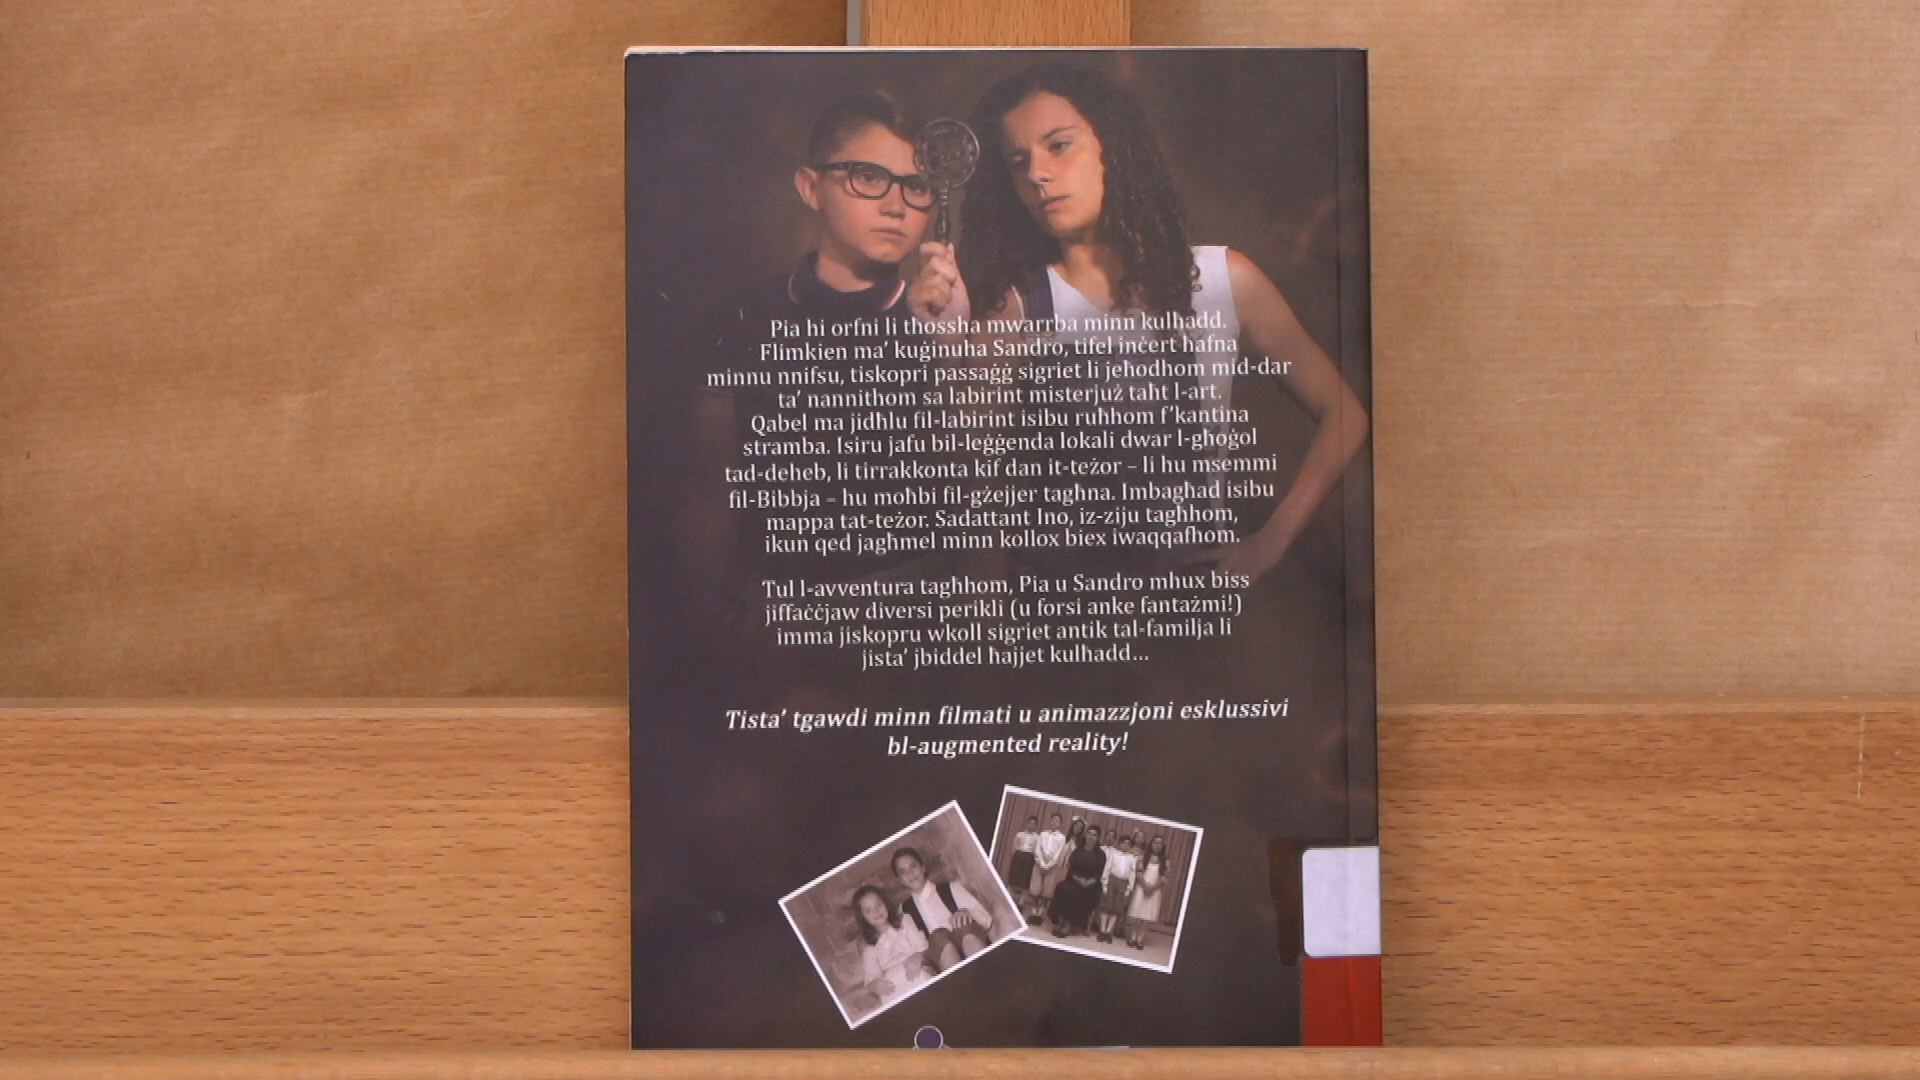 Pia hi orfni li tħossha mwarrba minn kulħadd.
Flimkien ma' kuġinuha Sandro, tifel inċert ħafna
minnu nnifsu, tiskopri passaġġ sigriet li jeħodhom mid-dar
ta' nannithom sa labirint misterjuż taħt l-art.
Qabel ma jidħlu fil-labirint isibu ruħhom f'kantina
stramba. Isiru jafu bil-leġġenda lokali dwar l-għoġol
tad-deheb, li tirrakkonta kif dan it-teżor – li hu msemmi
fil-Bibbja – hu moħbi fil-gżejjer tagħna. Imbagħad isibu
mappa tat-teżor. Sadattant Ino, iz-ziju tagħhom,
ikun qed jagħmel minn kollox biex iwaqqafhom.
Tul l-avventura tagħhom, Pia u Sandro mhux biss
jiffaċċjaw diversi perikli (u forsi anke fantażmi!)
imma jiskopru wkoll sigriet antik tal-familja li
jista' jbiddel ħajjet kulħadd...
Tista' tgawdi minn filmati u animazzjoni esklussivi
bl-augmented reality!